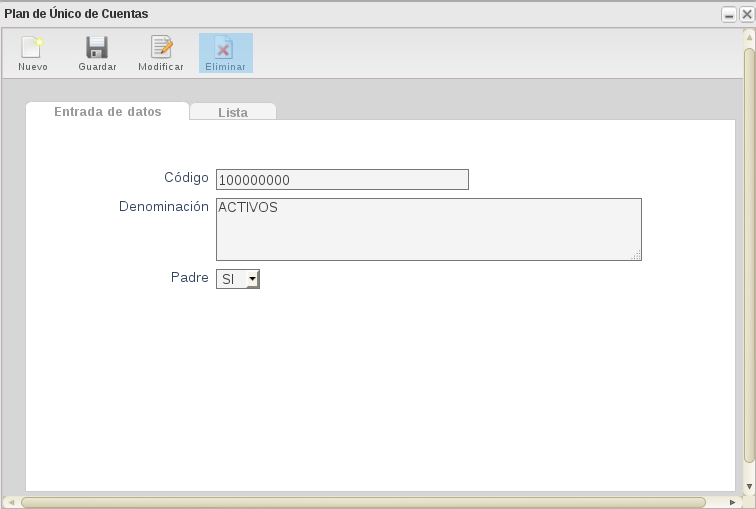 Plan de Único de Cuentas
Nuevo Guardar Modificar Eliminar
Entrada de datos Lista
Código 100000000
Denominación ACTIVOS
Padre SI